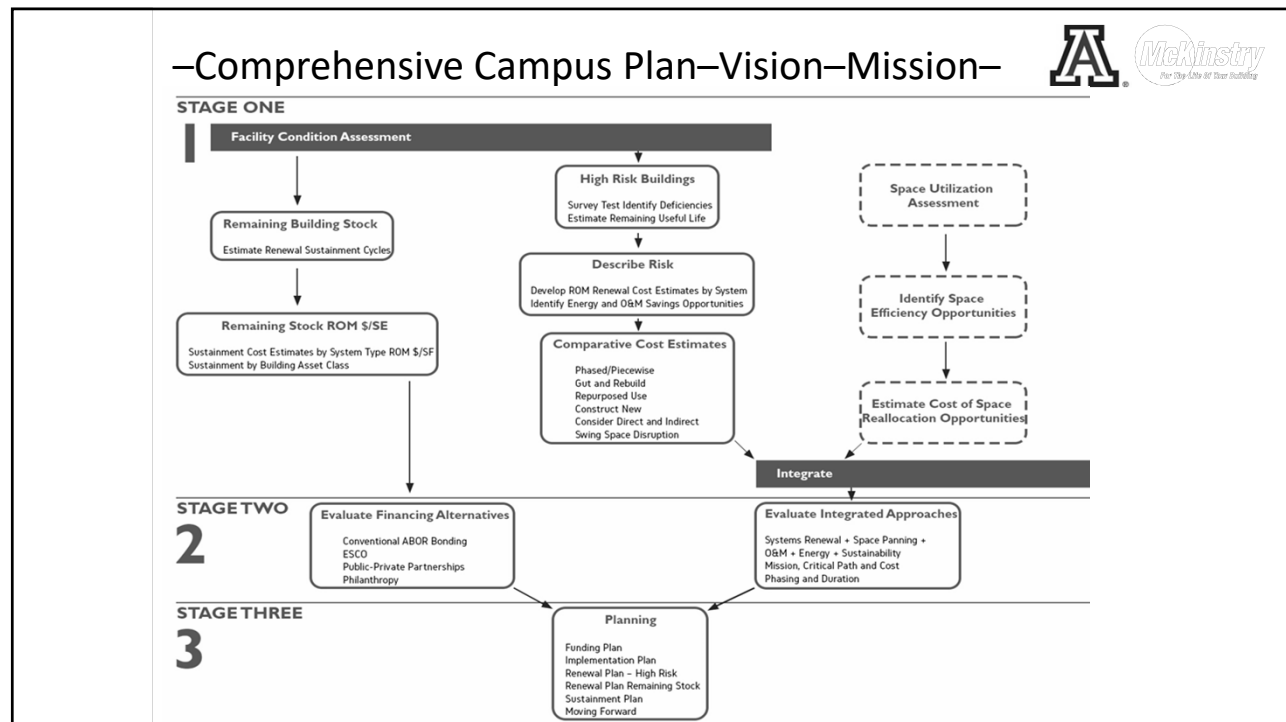 –Comprehensive Campus Plan–Vision–Mission–
A
®
McKinstry
For The Life Of Your Building
STAGE ONE
1
Facility Condition Assessment
Remaining Building Stock
Estimate Renewal Sustainment Cycles
Remaining Stock ROM $/SE
Sustainment Cost Estimates by System Type ROM $/SF
Sustainment by Building Asset Class
High Risk Buildings
Survey Test Identify Deficiencies
Estimate Remaining Useful Life
Describe Risk
Develop ROM Renewal Cost Estimates by System
Identify Energy and O&M Savings Opportunities
Comparative Cost Estimates
Phased/Piecewise
Gut and Rebuild
Repurposed Use
Construct New
Consider Direct and Indirect
Swing Space Disruption
Space Utilization
Assessment
Identify Space
Efficiency Opportunities
Estimate Cost of Space
Reallocation Opportunities
Integrate
STAGE TWO
2
Evaluate Financing Alternatives
Conventional ABOR Bonding
ESCO
Public-Private Partnerships
Philanthropy
Evaluate Integrated Approaches
Systems Renewal + Space Panning +
O&M + Energy + Sustainability
Mission, Critical Path and Cost
Phasing and Duration
STAGE THREE
3
Planning
Funding Plan
Implementation Plan
Renewal Plan – High Risk
Renewal Plan Remaining Stock
Sustainment Plan
Moving Forward